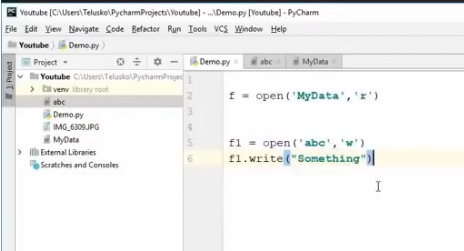 Youtube [C:\Users\Telusko\PycharmProjects\Youtube] - ...\Demo.py [Youtube] - PyCharm
File Edit View Navigate Code Refactor Run Tools VCS Window Help
Youtube Demo.py
Project
Demo.py abc MyData
1: Project
Youtube C:\Users\Telusko\PycharmProjec
venv library root
abc
Demo.py
IMG_6309.JPG
MyData
External Libraries
Scratches and Consoles
1
2 f = open('MyData','r')
3
4
5 f1 = open('abc','w')
6 f1.write("Something")